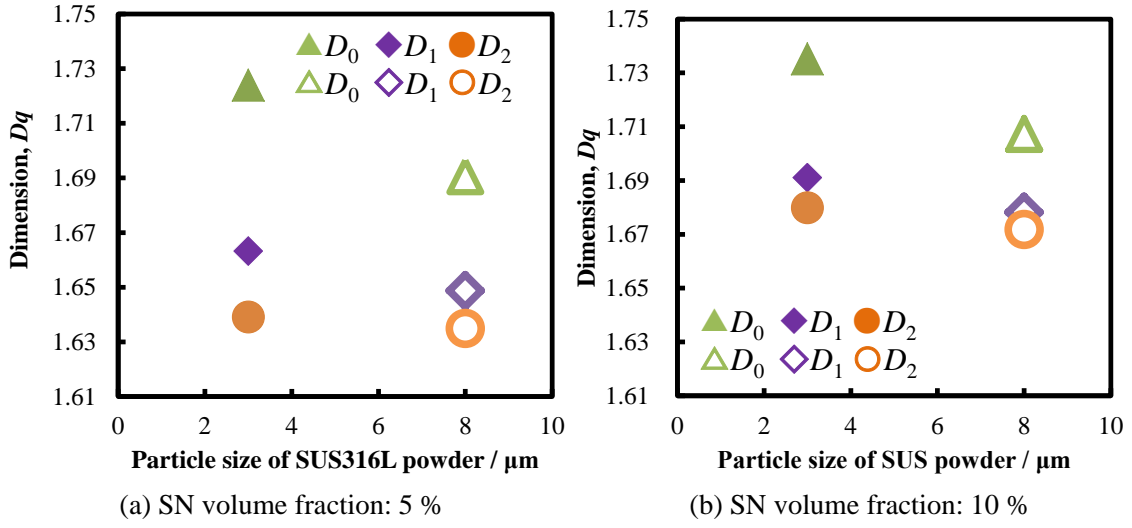 1.75
1.73
1.71
1.69
1.67
1.65
1.63
1.61
Dimension, Dq
D0 D1 D2
D0 D1 D2
0 2 4 6 8 10
Particle size of SUS316L powder / μm
(a) SN volume fraction: 5 %
1.75
1.73
1.71
1.69
1.67
1.65
1.63
1.61
Dimension, Dq
D0 D1 D2
D0 D1 D2
0 2 4 6 8 10
Particle size of SUS powder / μm
(b) SN volume fraction: 10 %